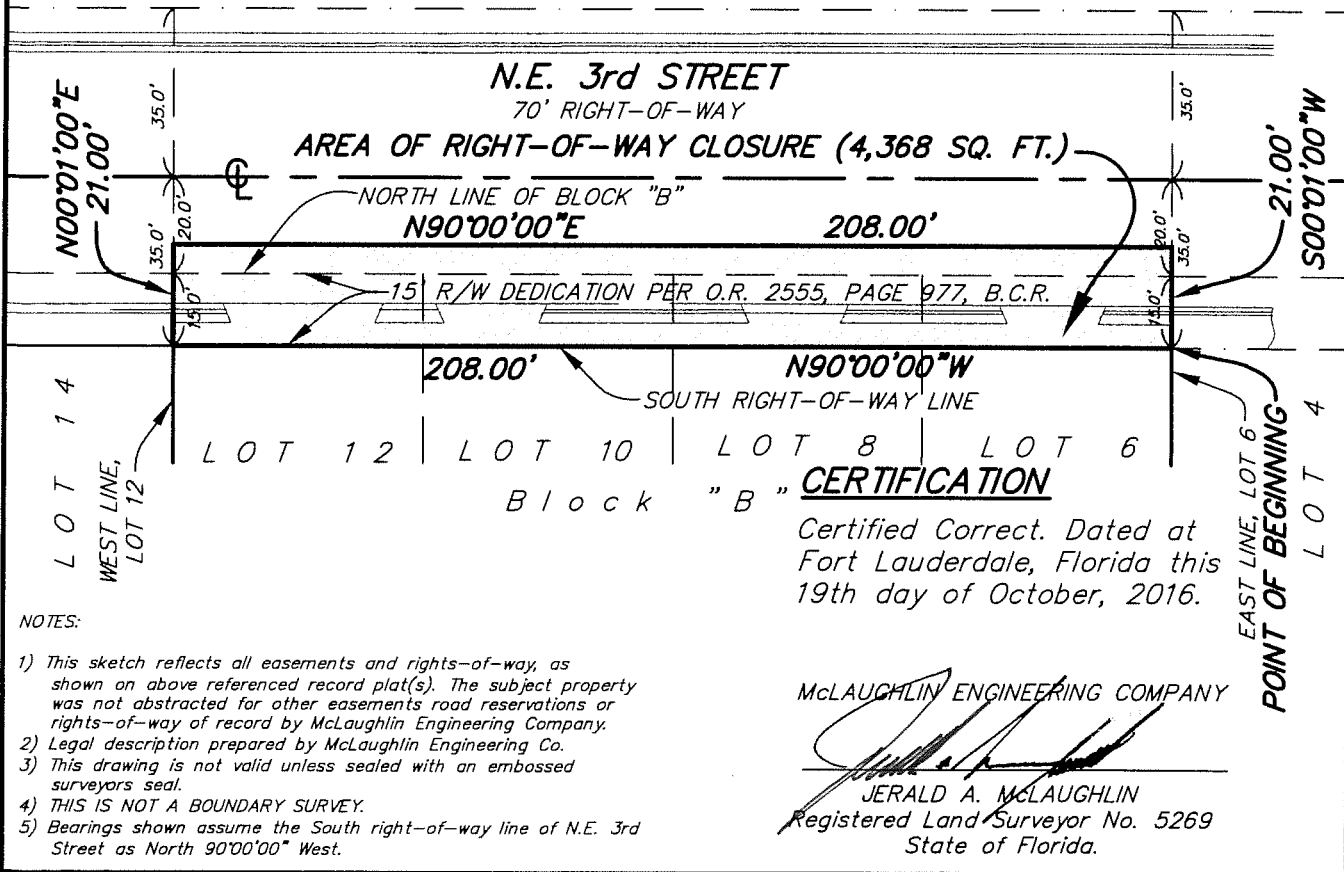 N.E. 3rd STREET
70' RIGHT-OF-WAY
AREA OF RIGHT-OF-WAY CLOSURE (4,368 SQ. FT.)
35.0'
35.0'
N00°01'00"E
21.00'
21.00'
S00°01'00"W
CL
NORTH LINE OF BLOCK "B"
N90°00'00"E
208.00'
35.0'
20.0'
20.0'
35.0'
15' R/W DEDICATION PER O.R. 2555, PAGE 977, B.C.R.
15.0'
15.0'
208.00'
N90°00'00"W
SOUTH RIGHT-OF-WAY LINE
LOT 14
WEST LINE,
LOT 12
LOT 12
LOT 10
LOT 8
LOT 6
EAST LINE, LOT 6
POINT OF BEGINNING
LOT 4
Block "B"
CERTIFICATION
Certified Correct. Dated at
Fort Lauderdale, Florida this
19th day of October, 2016.
NOTES:
1) This sketch reflects all easements and rights-of-way, as
shown on above referenced record plat(s). The subject property
was not abstracted for other easements road reservations or
rights-of-way of record by McLaughlin Engineering Company.
2) Legal description prepared by McLaughlin Engineering Co.
3) This drawing is not valid unless sealed with an embossed
surveyors seal.
4) THIS IS NOT A BOUNDARY SURVEY.
5) Bearings shown assume the South right-of-way line of N.E. 3rd
Street as North 90°00'00" West.
McLAUGHLIN ENGINEERING COMPANY
JERALD A. McLAUGHLIN
Registered Land Surveyor No. 5269
State of Florida.